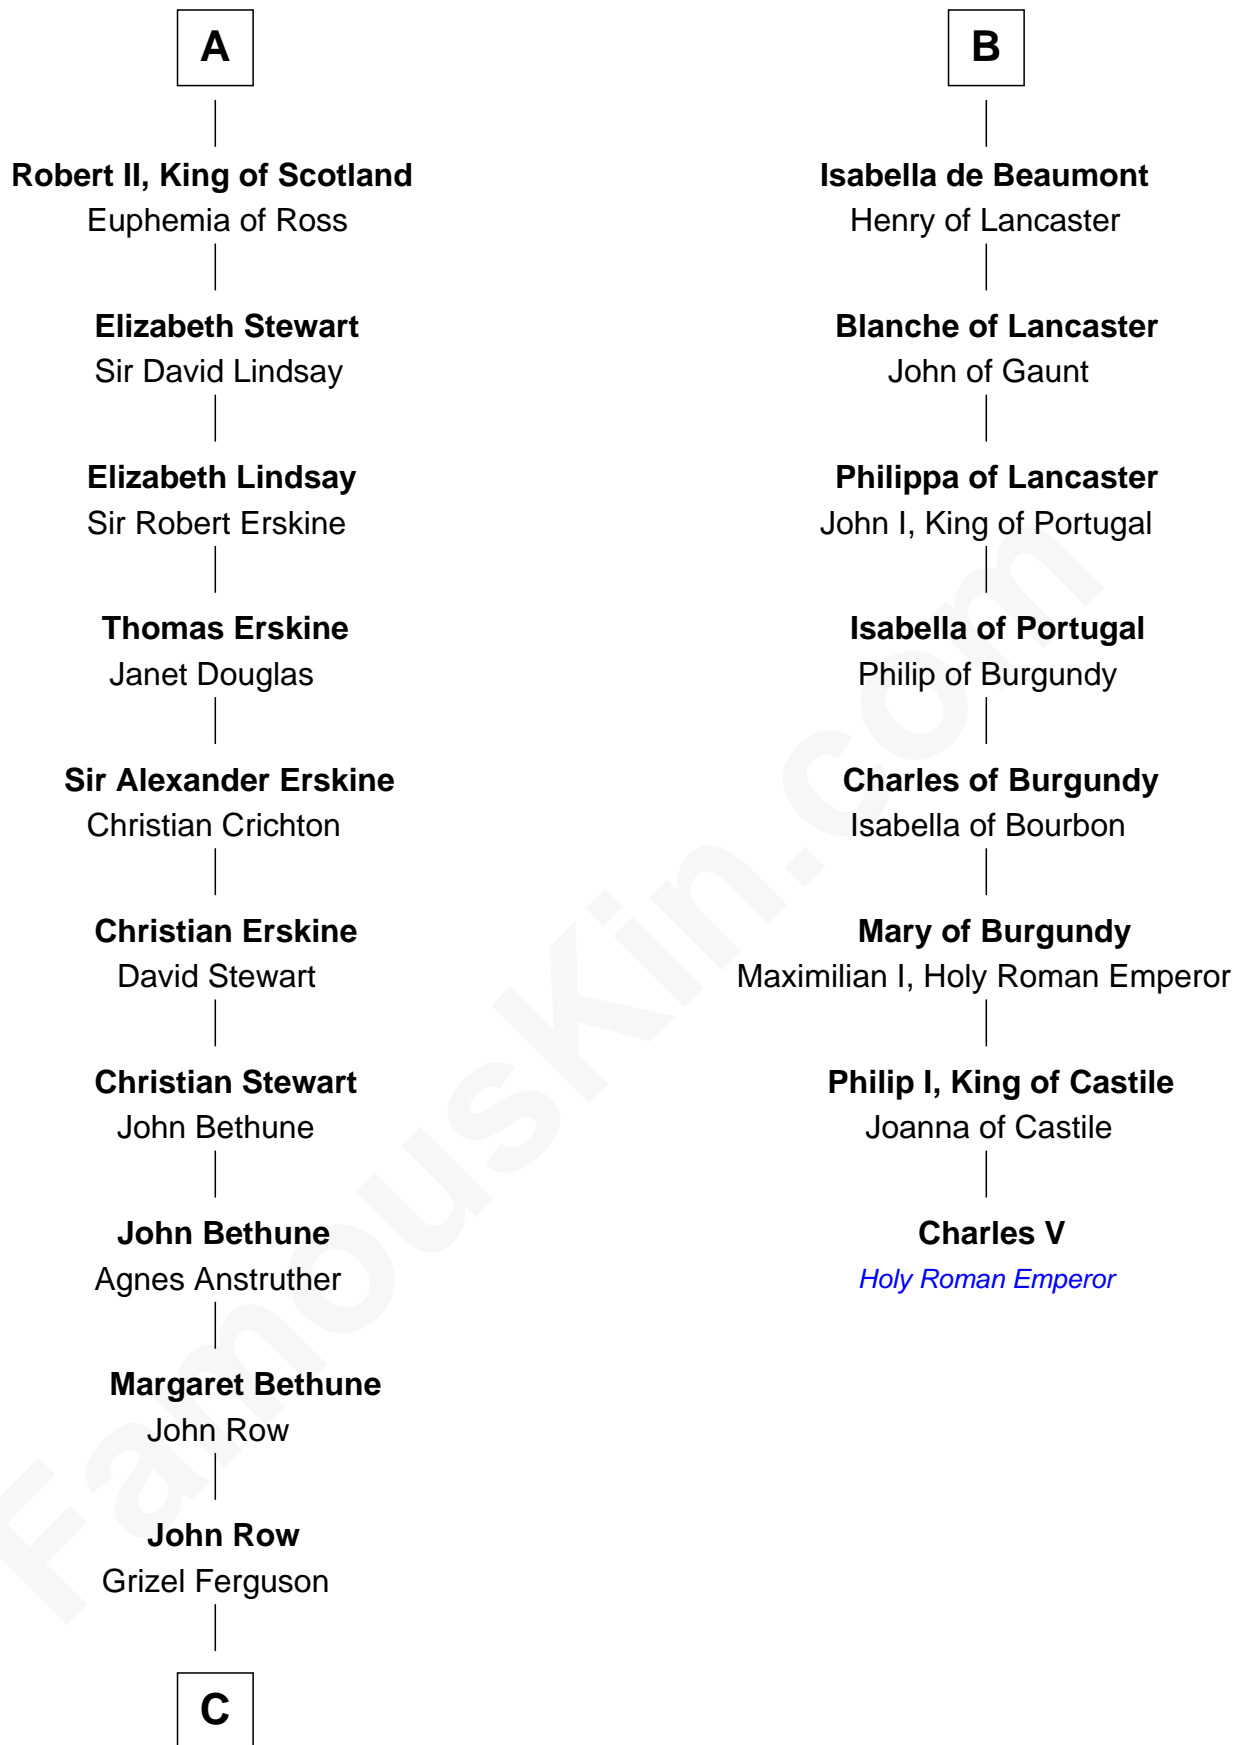 A
Robert II, King of Scotland
Euphemia of Ross
Elizabeth Stewart
Sir David Lindsay
Elizabeth Lindsay
Sir Robert Erskine
Thomas Erskine
Janet Douglas
Sir Alexander Erskine
Christian Crichton
Christian Erskine
David Stewart
Christian Stewart
John Bethune
John Bethune
Agnes Anstruther
Margaret Bethune
John Row
John Row
Grizel Ferguson
C
B
Isabella de Beaumont
Henry of Lancaster
Blanche of Lancaster
John of Gaunt
Philippa of Lancaster
John I, King of Portugal
Isabella of Portugal
Philip of Burgundy
Charles of Burgundy
Isabella of Bourbon
Mary of Burgundy
Maximilian I, Holy Roman Emperor
Philip I, King of Castile
Joanna of Castile
Charles V
Holy Roman Emperor
FamousKin.com